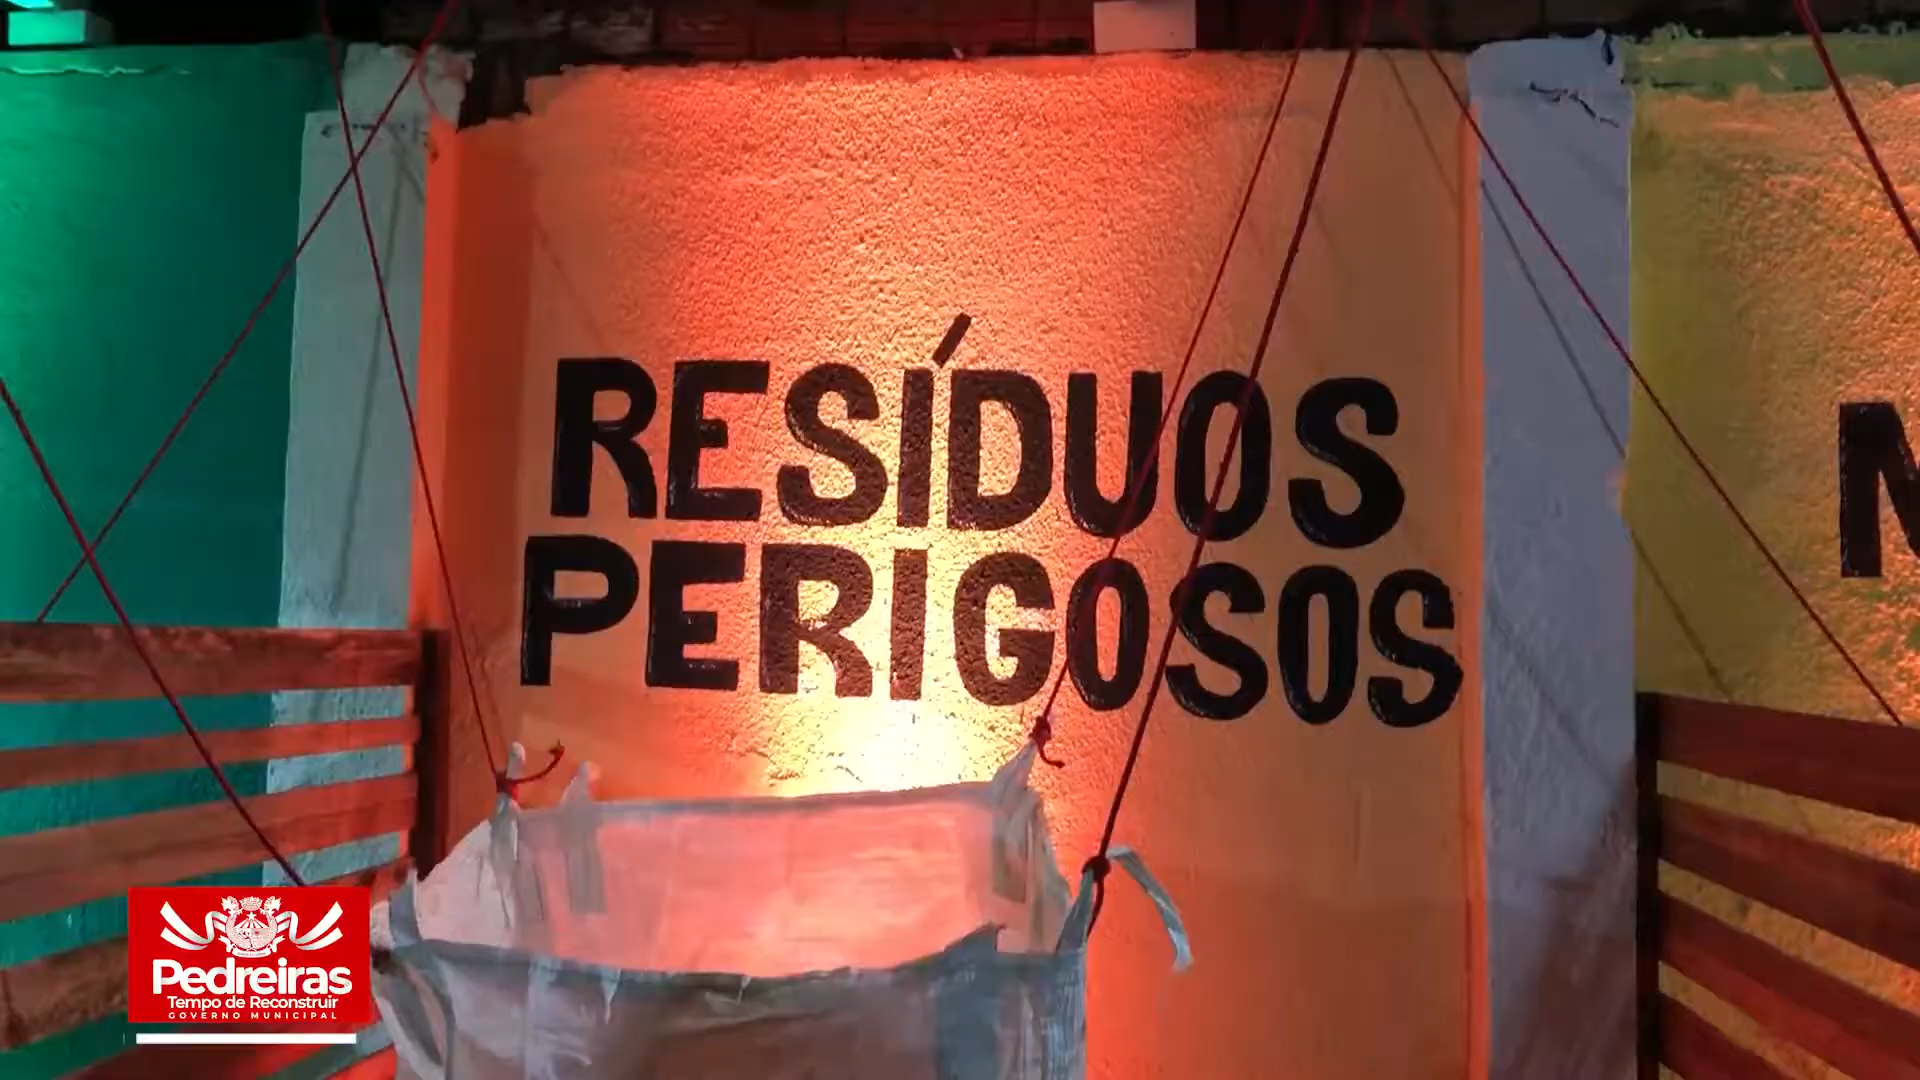 RESÍDUOS
PERIGOSOS
Pedreiras
Tempo de Reconstruir
GOVERNO MUNICIPAL